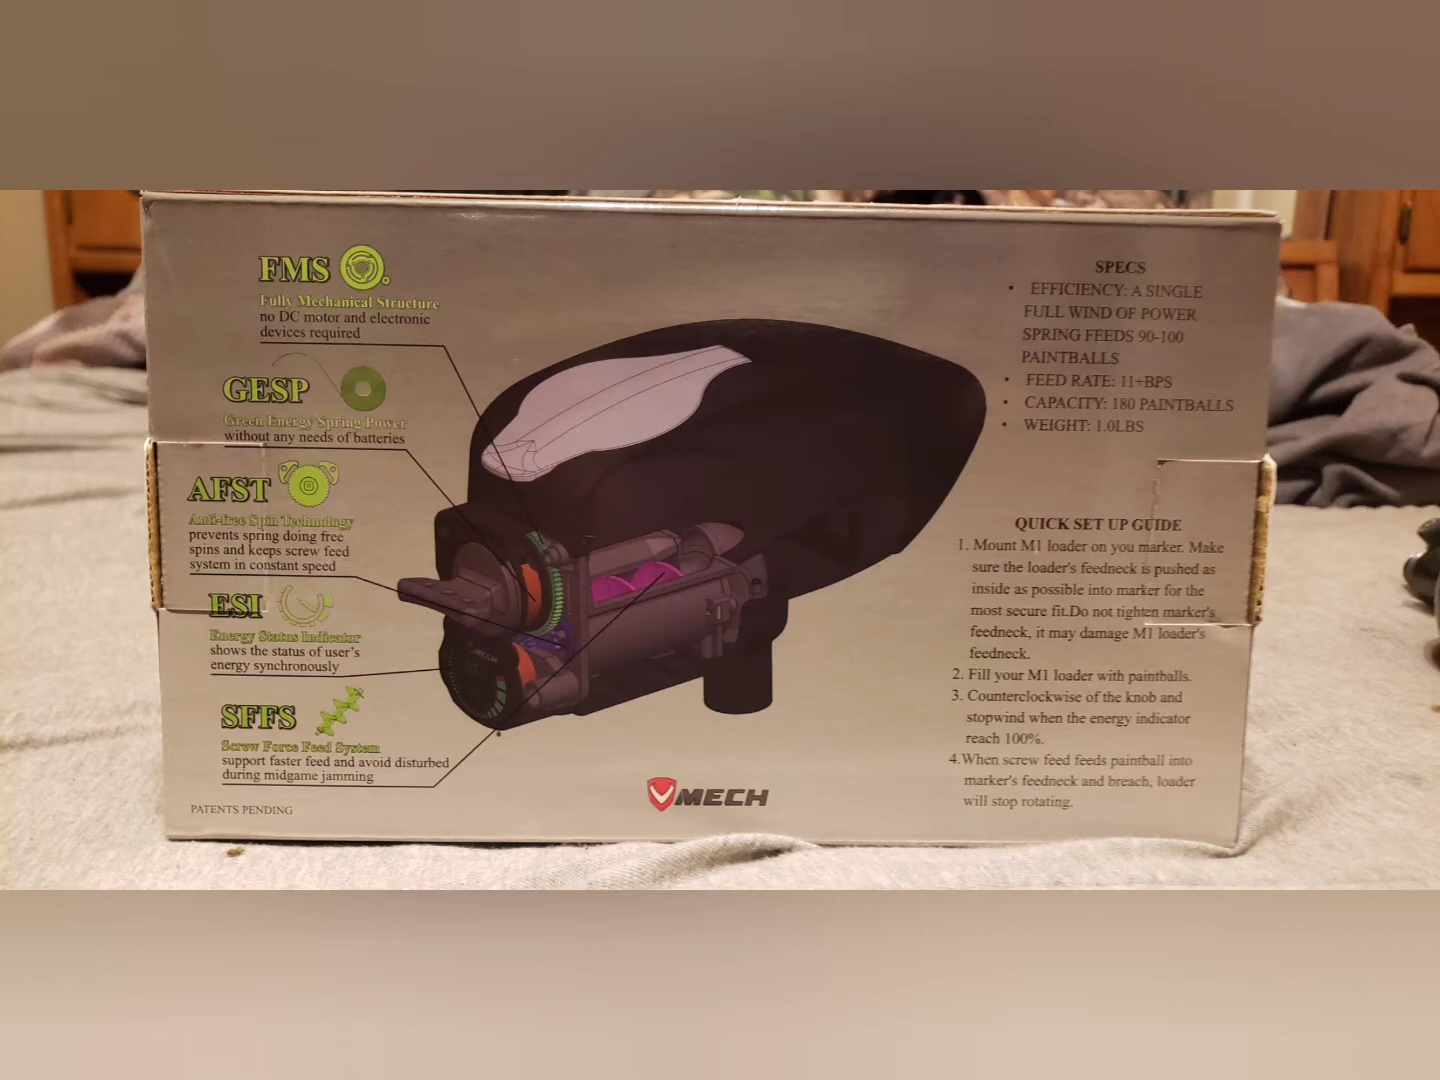 FMS
Fully Mechanical Structure
no DC motor and electronic
devices required
GESP
Green Energy Spring Power
without any needs of batteries
AFST
Anti-free Spin Technology
prevents spring doing free
spins and keeps screw feed
system in constant speed
ESI
Energy Status Indicator
shows the status of user's
energy synchronously
SFFS
Screw Force Feed System
support faster feed and avoid disturbed
during midgame jamming
PATENTS PENDING
MECH
VMECH
SPECS
• EFFICIENCY: A SINGLE
FULL WIND OF POWER
SPRING FEEDS 90-100
PAINTBALLS
• FEED RATE: 11+BPS
• CAPACITY: 180 PAINTBALLS
• WEIGHT: 1.0LBS
QUICK SET UP GUIDE
1. Mount M1 loader on you marker. Make
sure the loader's feedneck is pushed as
inside as possible into marker for the
most secure fit.Do not tighten marker's
feedneck, it may damage M1 loader's
feedneck.
2. Fill your M1 loader with paintballs.
3. Counterclockwise of the knob and
stopwind when the energy indicator
reach 100%.
4.When screw feed feeds paintball into
marker's feedneck and breach, loader
will stop rotating.